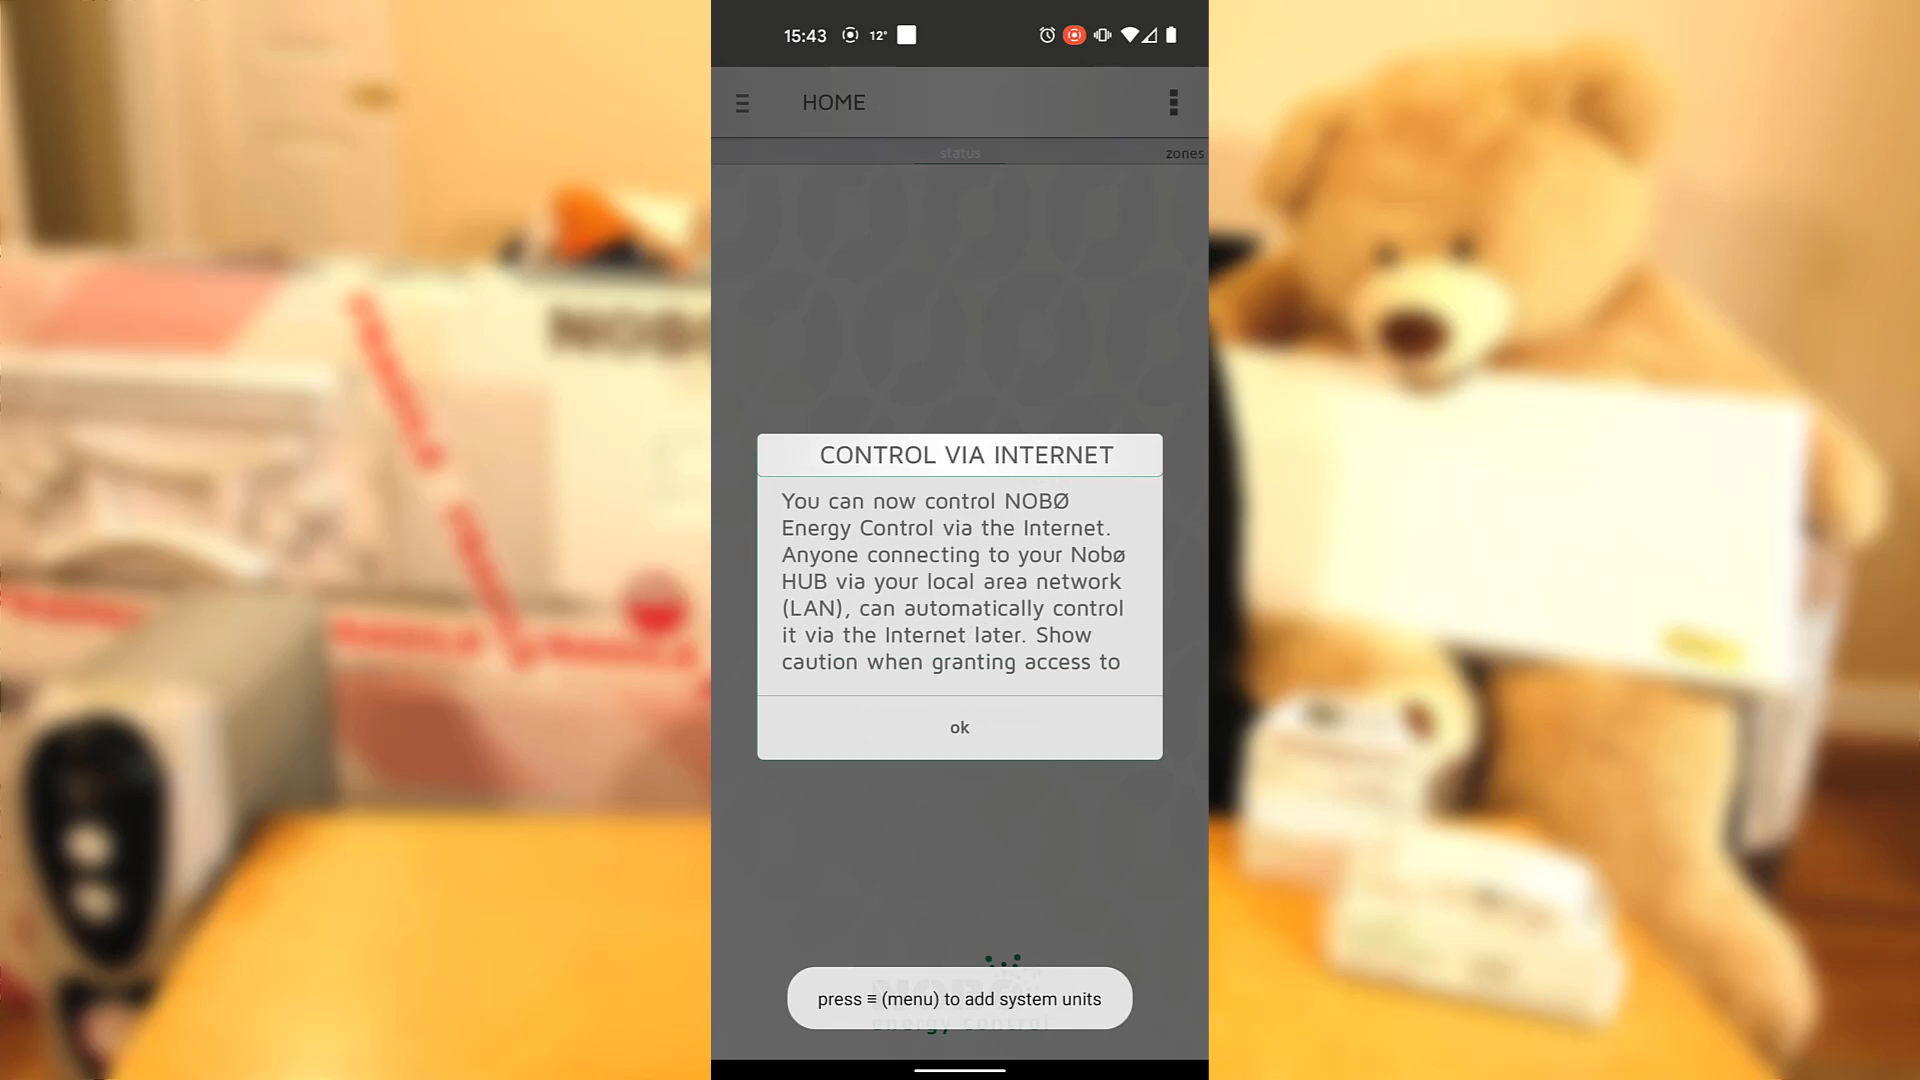 15:43 12°
HOME
status
zones
CONTROL VIA INTERNET
You can now control NOBØ
Energy Control via the Internet.
Anyone connecting to your Nobø
HUB via your local area network
(LAN), can automatically control
it via the Internet later. Show
caution when granting access to
ok
press ≡ (menu) to add system units
energy control